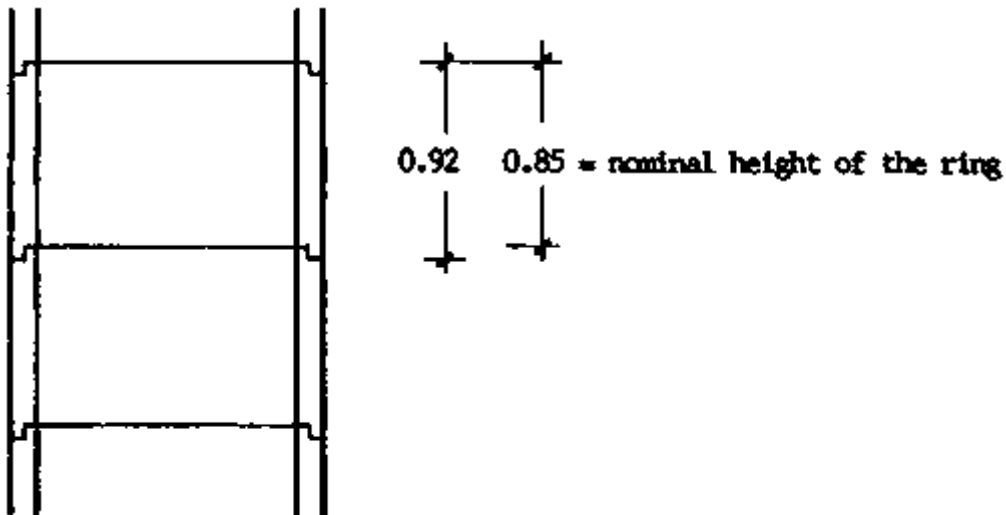 0.92 0.85 = nominal height of the ring